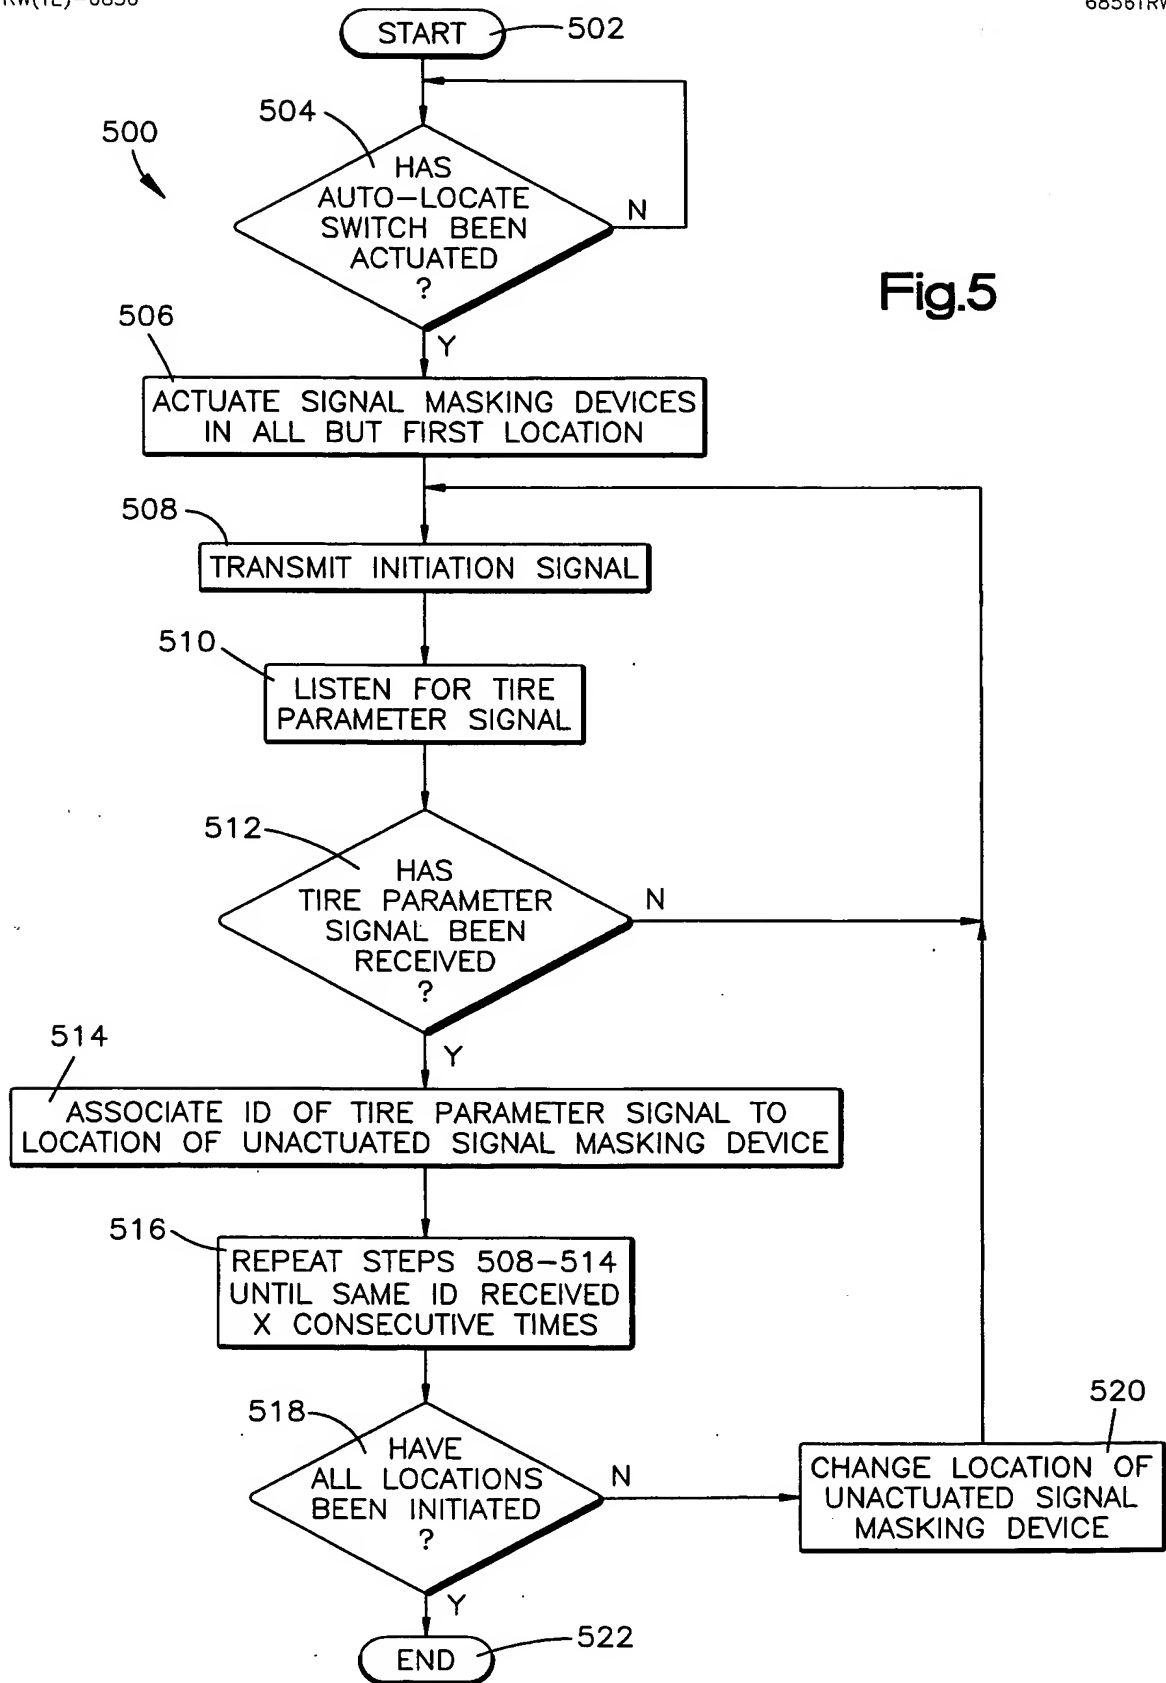 START
502
504
500
HAS
AUTO-LOCATE
SWITCH BEEN
ACTUATED
?
N
Fig.5
506
Y
ACTUATE SIGNAL MASKING DEVICES
IN ALL BUT FIRST LOCATION
508
TRANSMIT INITIATION SIGNAL
510
LISTEN FOR TIRE
PARAMETER SIGNAL
512
HAS
TIRE PARAMETER
SIGNAL BEEN
RECEIVED
?
N
514
Y
ASSOCIATE ID OF TIRE PARAMETER SIGNAL TO
LOCATION OF UNACTUATED SIGNAL MASKING DEVICE
516
REPEAT STEPS 508-514
UNTIL SAME ID RECEIVED
X CONSECUTIVE TIMES
518
HAVE
ALL LOCATIONS
BEEN INITIATED
?
N
520
CHANGE LOCATION OF
UNACTUATED SIGNAL
MASKING DEVICE
Y
END
522